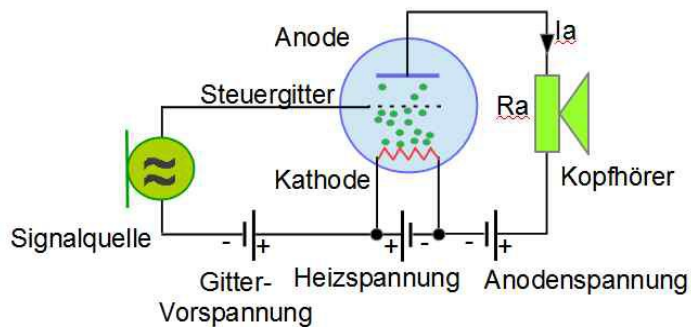 Anode
Ia
Steuergitter
Ra
Kathode
Kopfhörer
Signalquelle
- +
+ -
- +
Gitter-
Vorspannung
Heizspannung
Anodenspannung